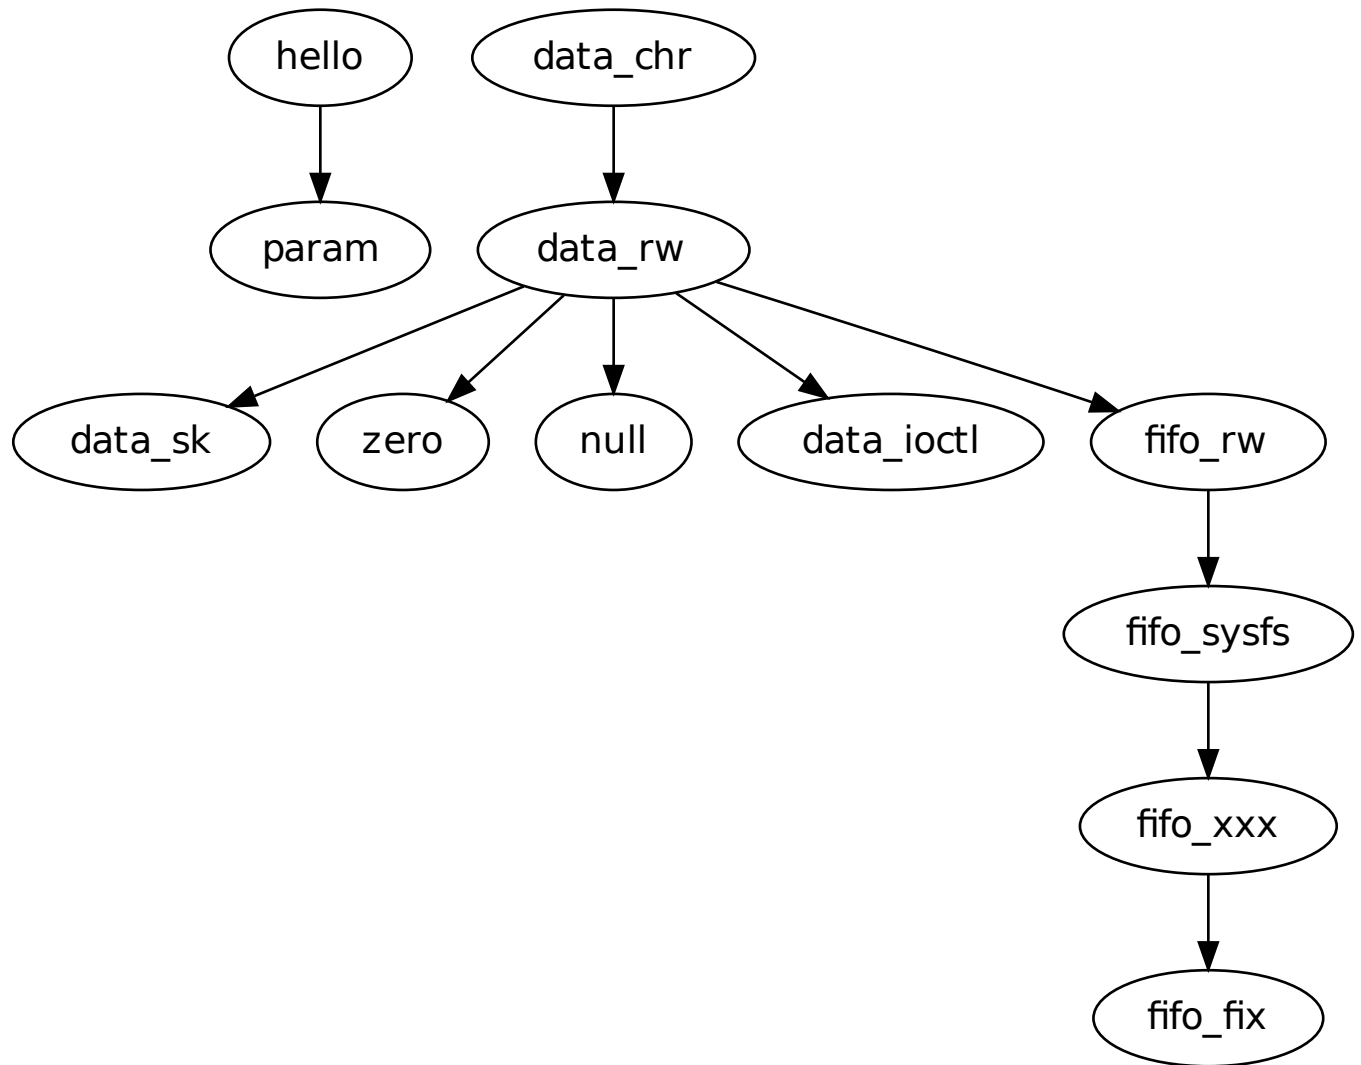 hello
data_chr
param
data_rw
data_sk
zero
null
data_ioctl
fifo_rw
fifo_sysfs
fifo_xxx
fifo_fix